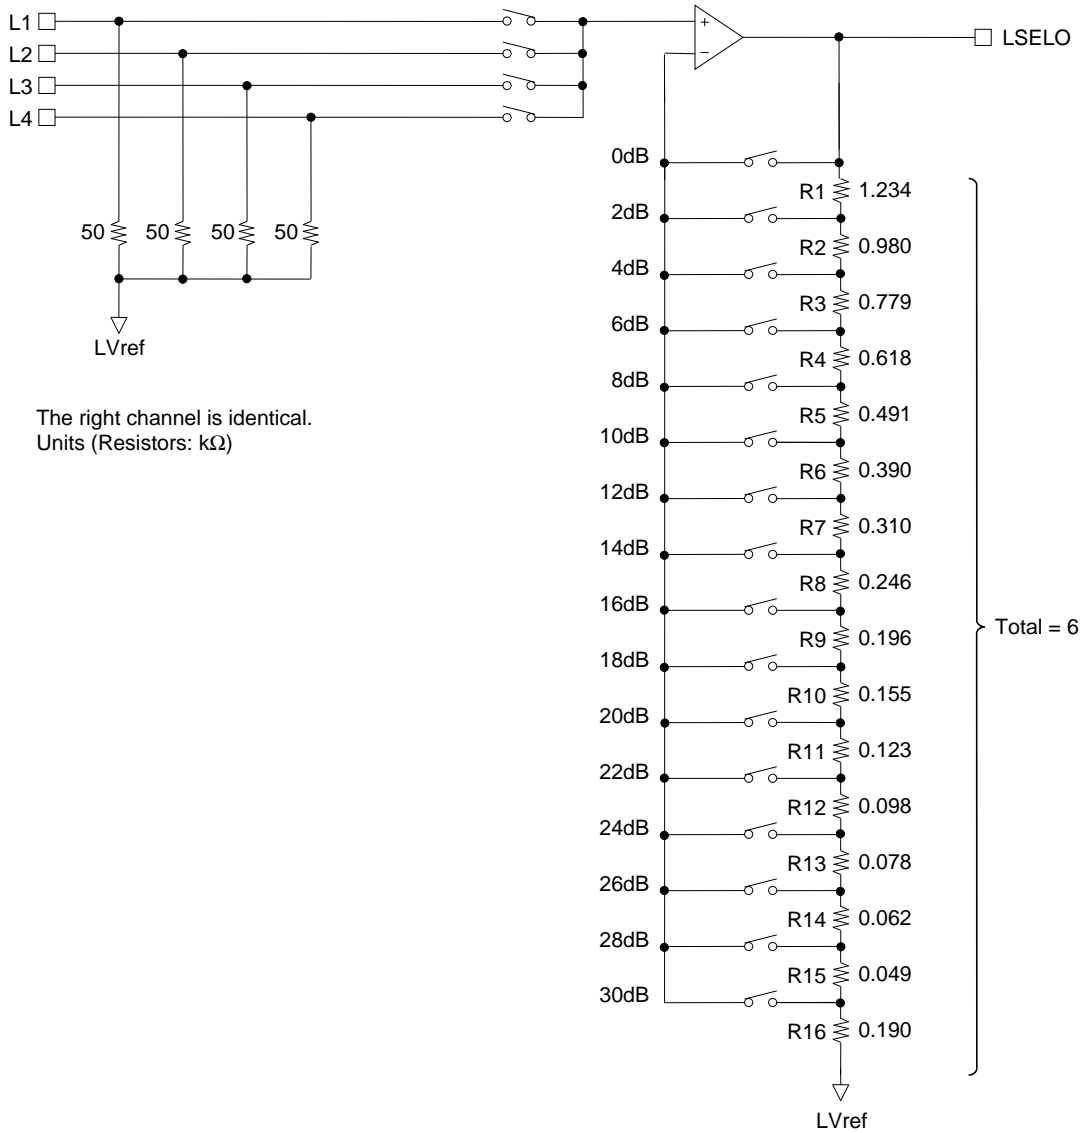 L1
L2
L3
L4
+
−
LSELO
50 50 50 50
LVref
The right channel is identical.
Units (Resistors: kΩ)
0dB
R1 1.234
2dB
R2 0.980
4dB
R3 0.779
6dB
R4 0.618
8dB
R5 0.491
10dB
R6 0.390
12dB
R7 0.310
14dB
R8 0.246
16dB
R9 0.196
Total = 6
18dB
R10 0.155
20dB
R11 0.123
22dB
R12 0.098
24dB
R13 0.078
26dB
R14 0.062
28dB
R15 0.049
30dB
R16 0.190
LVref